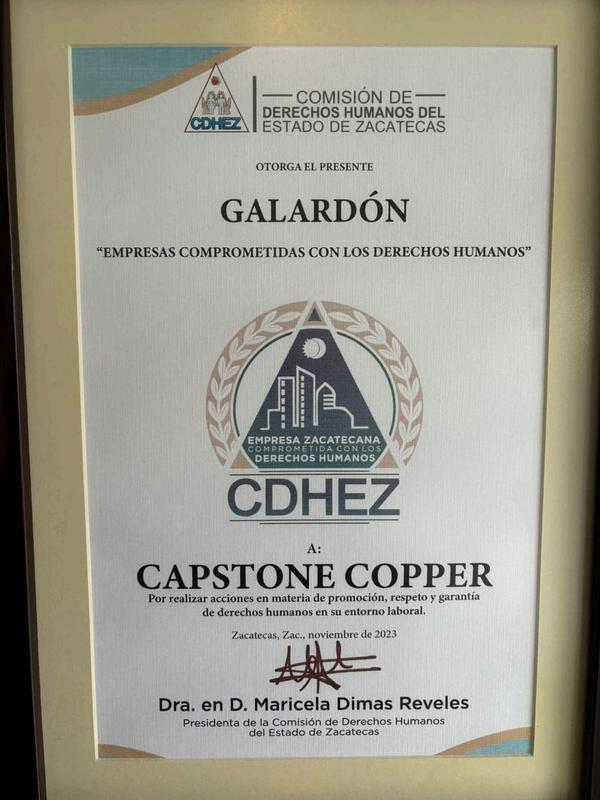 CDHEZ
COMISIÓN DE
DERECHOS HUMANOS DEL
ESTADO DE ZACATECAS
OTORGA EL PRESENTE
GALARDÓN
“EMPRESAS COMPROMETIDAS CON LOS DERECHOS HUMANOS”
EMPRESA ZACATECANA
COMPROMETIDA CON LOS
DERECHOS HUMANOS
CDHEZ
A:
CAPSTONE COPPER
Por realizar acciones en materia de promoción, respeto y garantía
de derechos humanos en su entorno laboral.
Zacatecas, Zac., noviembre de 2023
Dra. en D. Maricela Dimas Reveles
Presidenta de la Comisión de Derechos Humanos
del Estado de Zacatecas